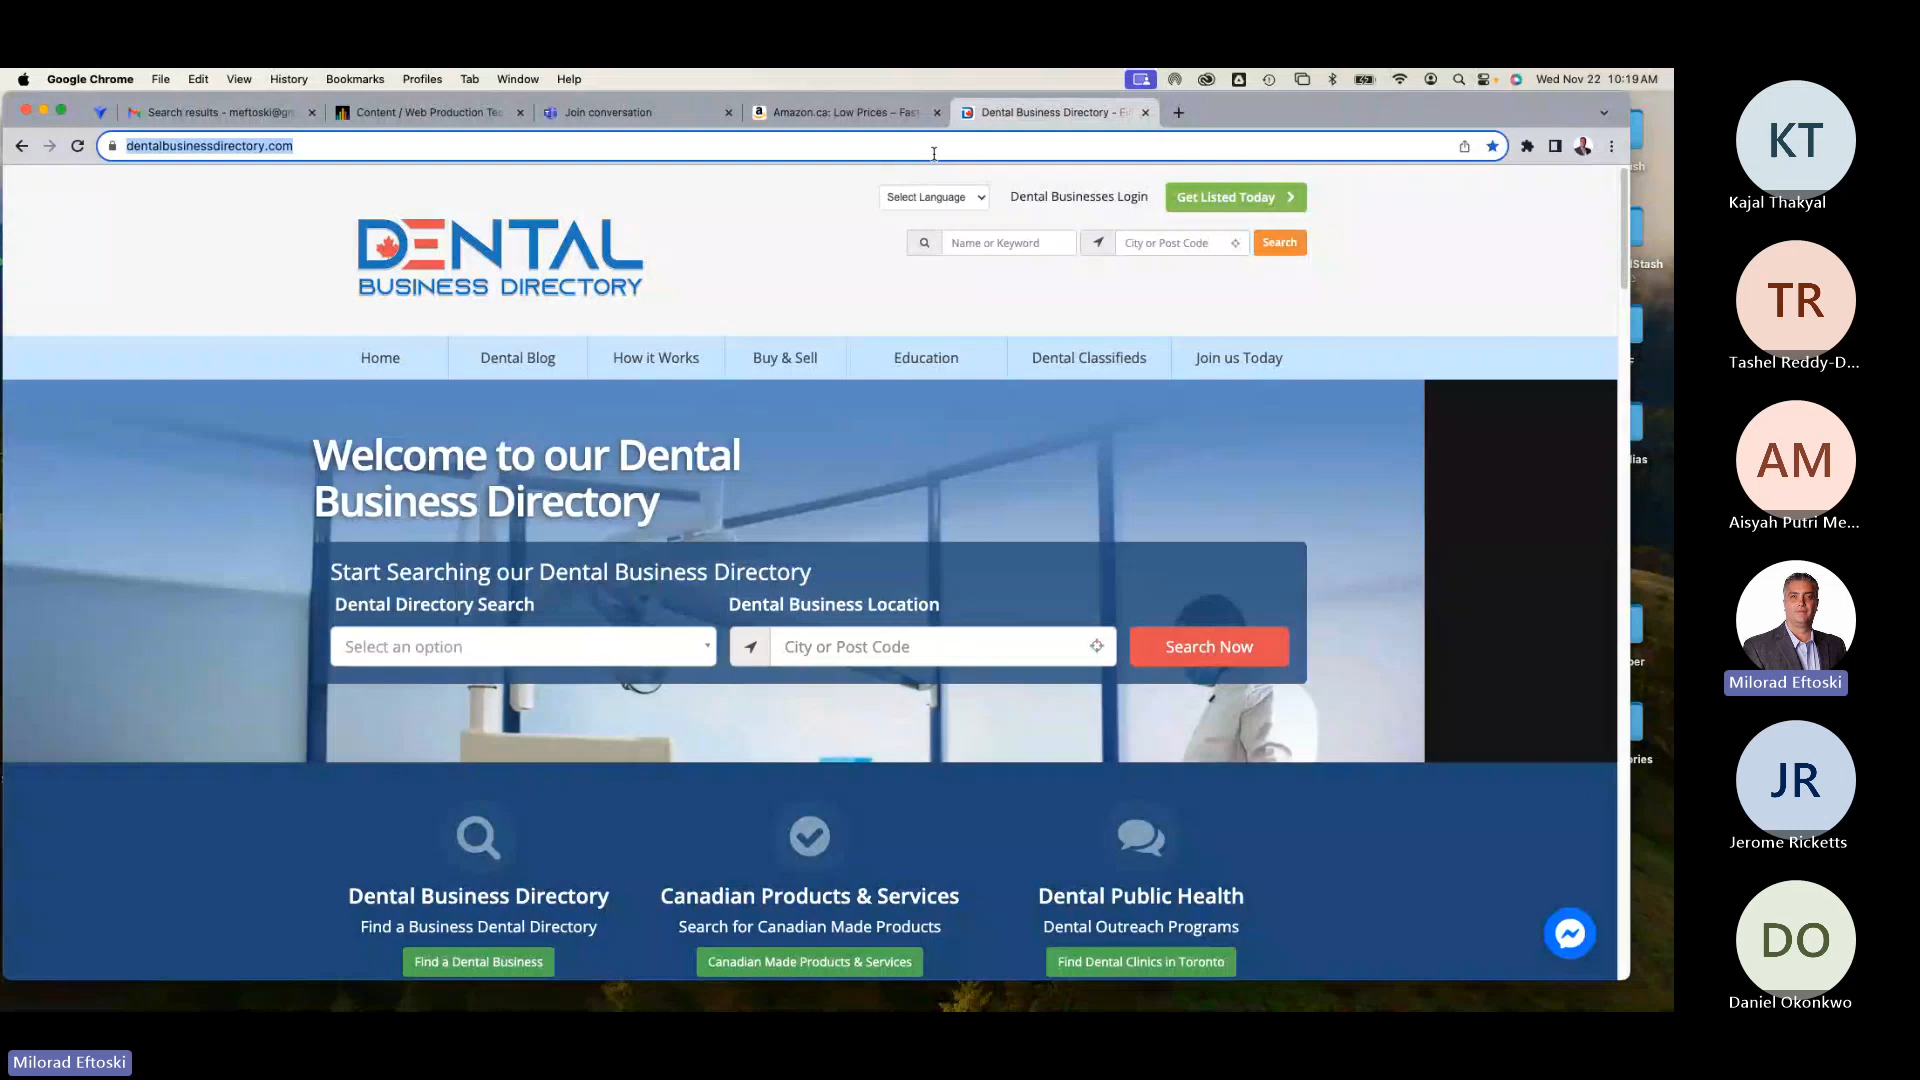 Google Chrome File Edit View History Bookmarks Profiles Tab Window Help Wed Nov 22 10:19 AM
Search results - meftoski@gm Content / Web Production Tec Join conversation Amazon.ca: Low Prices – Fast Dental Business Directory -
dentalbusinessdirectory.com
Select Language Dental Businesses Login Get Listed Today
DENTAL
BUSINESS DIRECTORY
Name or Keyword City or Post Code Search
Home Dental Blog How it Works Buy & Sell Education Dental Classifieds Join us Today
Welcome to our Dental
Business Directory
Start Searching our Dental Business Directory
Dental Directory Search Dental Business Location
Select an option City or Post Code Search Now
Dental Business Directory Canadian Products & Services Dental Public Health
Find a Business Dental Directory Search for Canadian Made Products Dental Outreach Programs
Find a Dental Business Canadian Made Products & Services Find Dental Clinics in Toronto
KT
Kajal Thakyal
TR
Tashel Reddy-D...
AM
Aisyah Putri Me...
Milorad Eftoski
JR
Jerome Ricketts
DO
Daniel Okonkwo
Milorad Eftoski